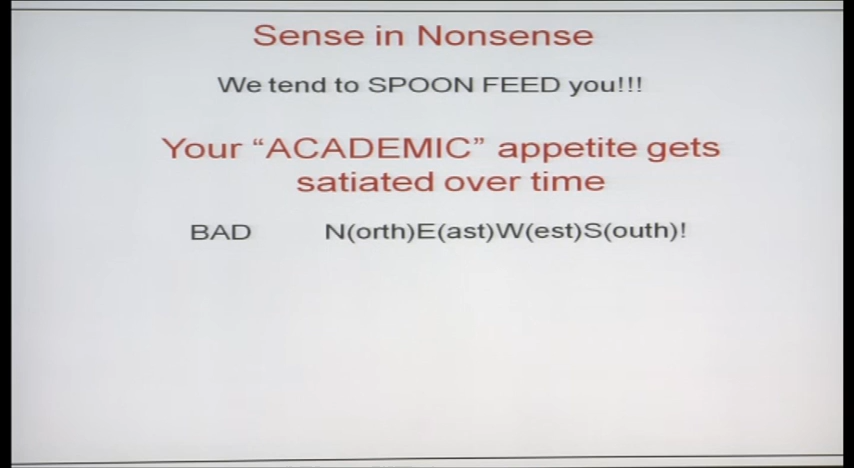 Sense in Nonsense
We tend to SPOON FEED you!!!
Your “ACADEMIC” appetite gets
satiated over time
BAD N(orth)E(ast)W(est)S(outh)!